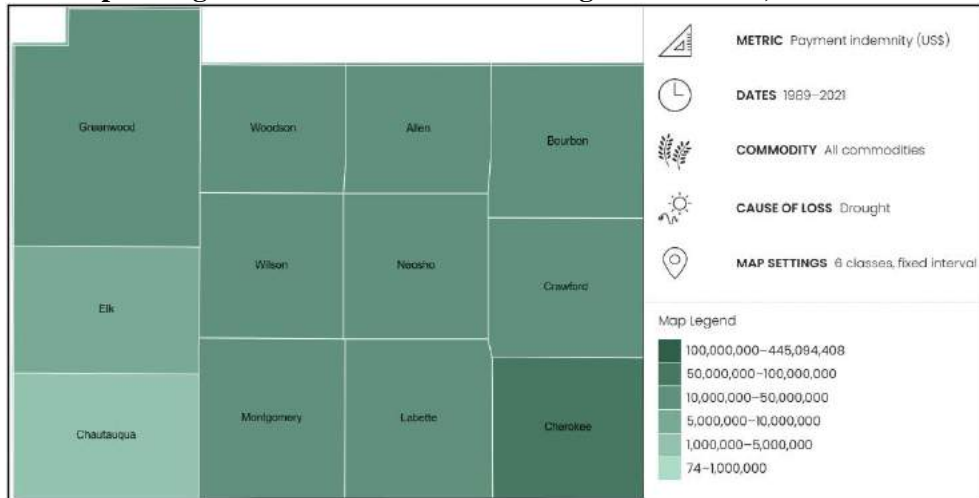 Greenwood
Woodson
Allen
Bourbon
Wilson
Neosho
Crawford
Elk
Chautauqua
Montgomery
Labette
Cherokee
METRIC Payment indemnity (US$)
DATES 1989–2021
COMMODITY All commodities
CAUSE OF LOSS Drought
MAP SETTINGS 6 classes, fixed interval
Map Legend
100,000,000–445,094,408
50,000,000–100,000,000
10,000,000–50,000,000
5,000,000–10,000,000
1,000,000–5,000,000
74–1,000,000